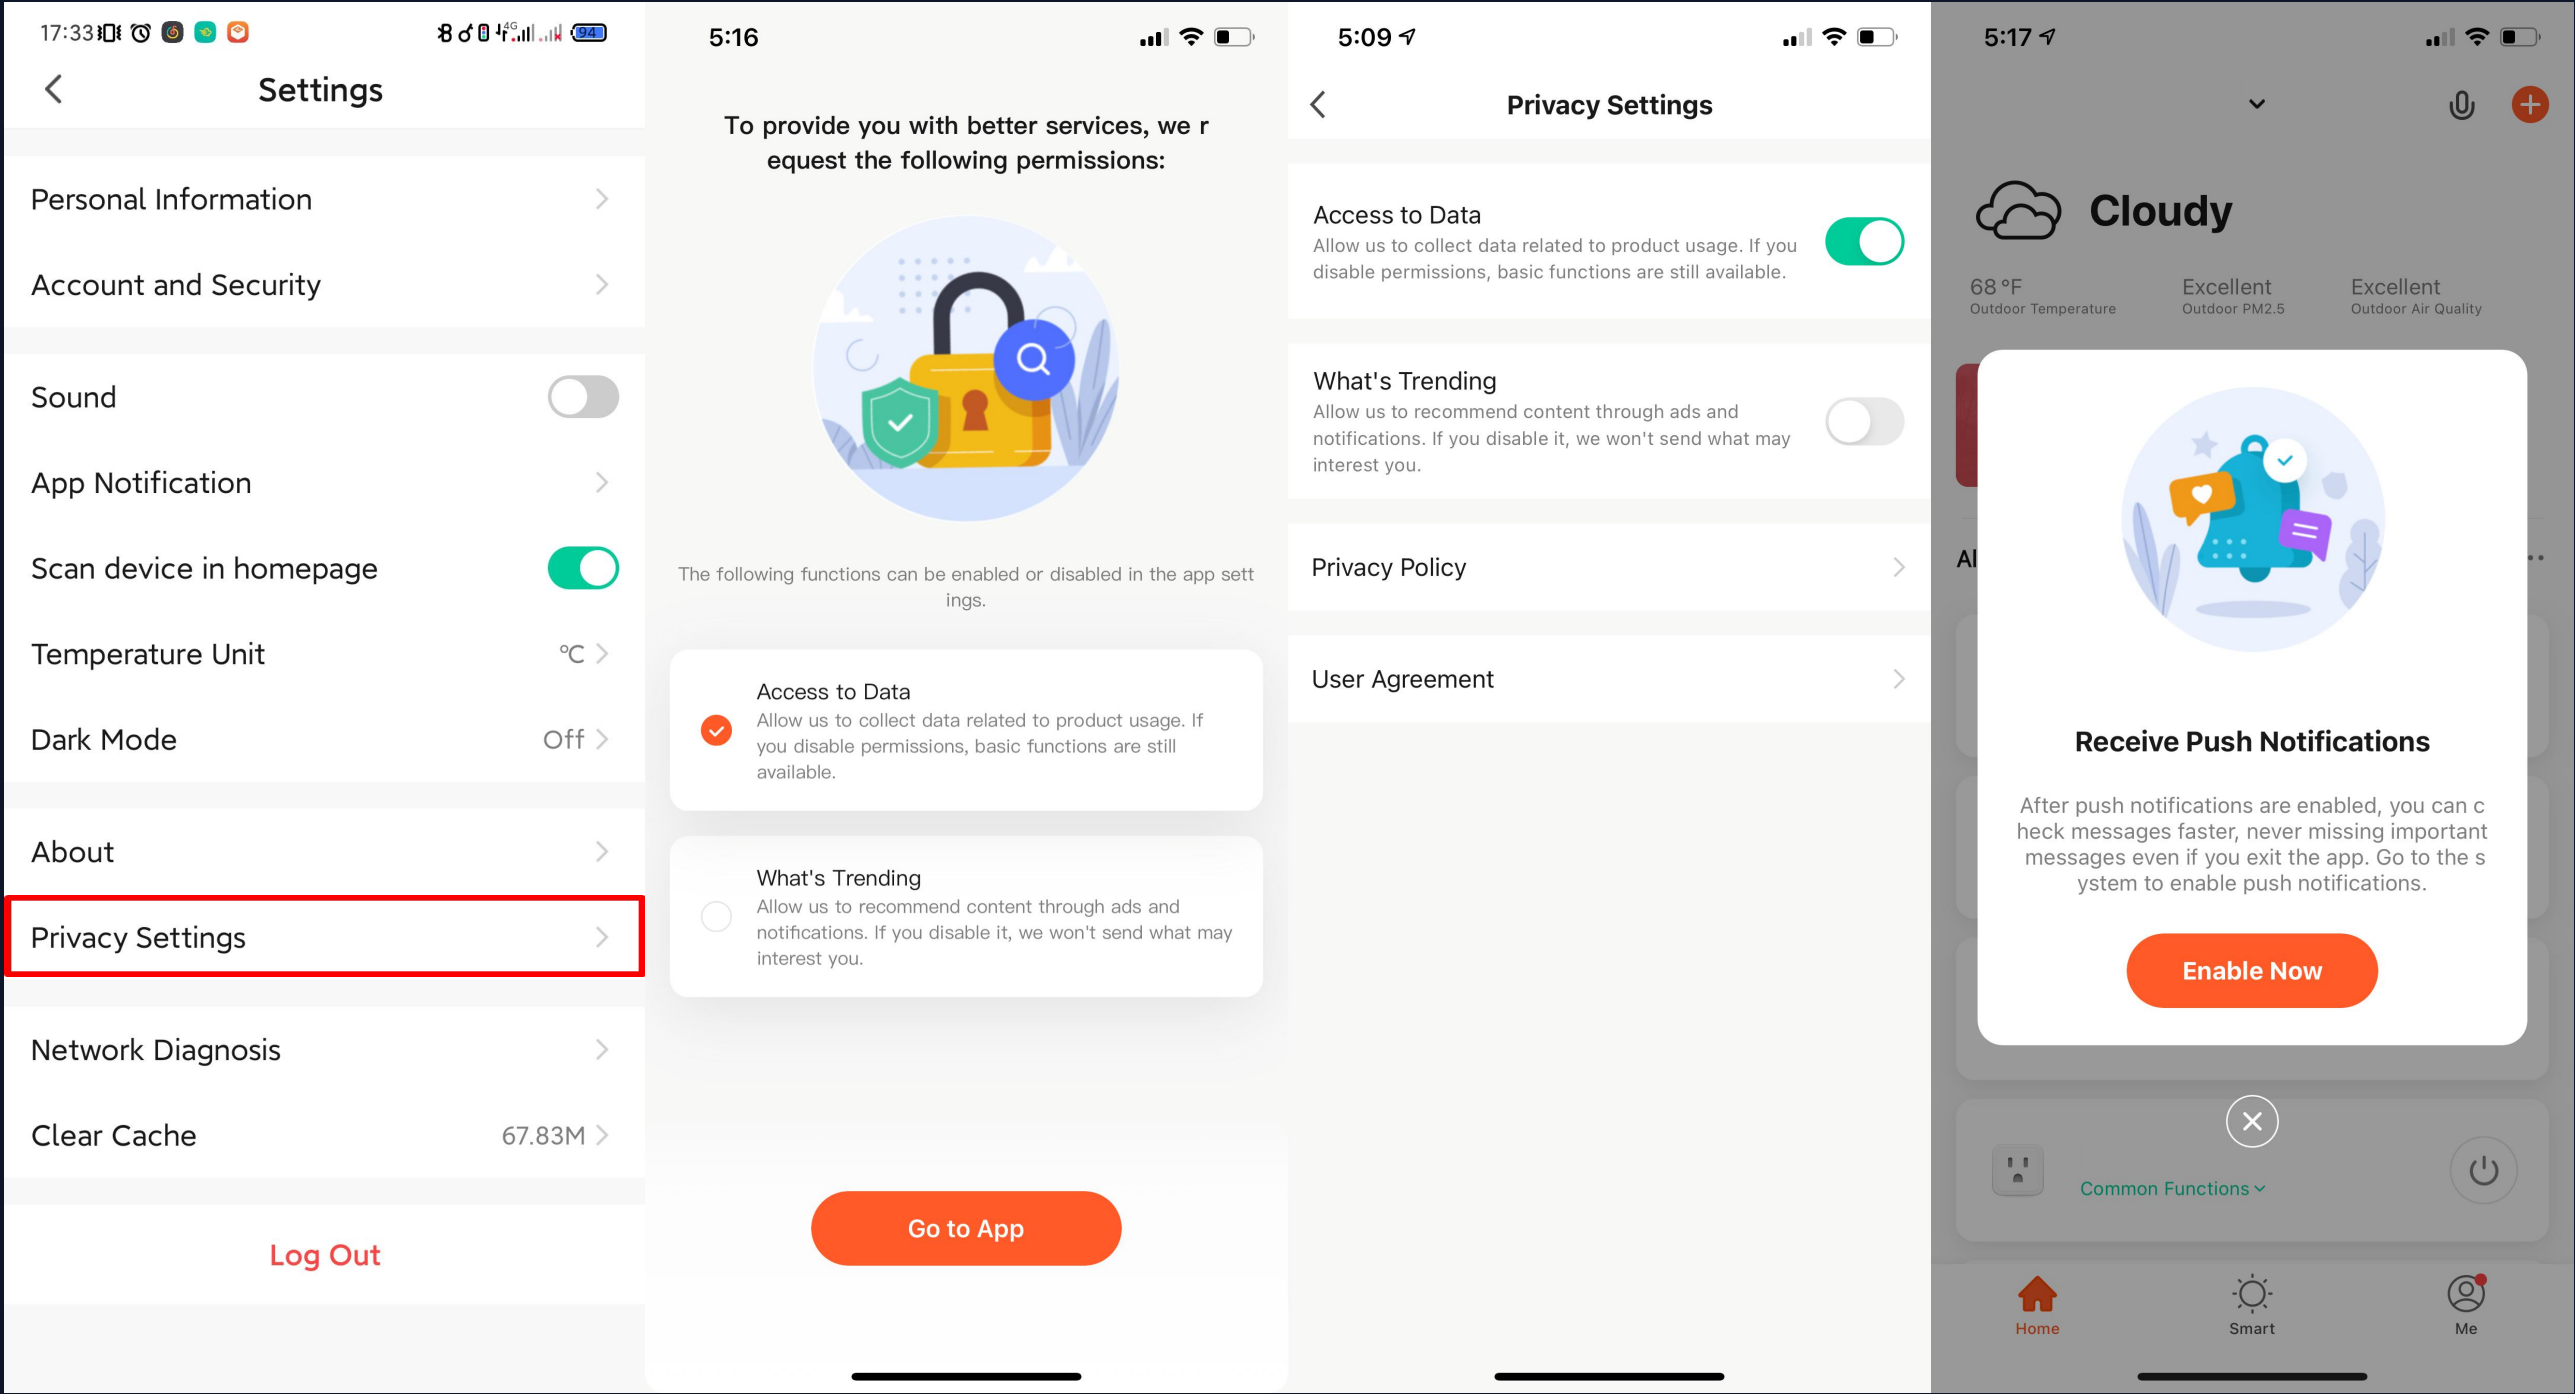 17:33
4G
94
Settings
Personal Information
Account and Security
Sound
App Notification
Scan device in homepage
Temperature Unit
°C
Dark Mode
Off
About
Privacy Settings
Network Diagnosis
Clear Cache
67.83M
Log Out
5:16
To provide you with better services, we r
equest the following permissions:
The following functions can be enabled or disabled in the app sett
ings.
Access to Data
Allow us to collect data related to product usage. If
you disable permissions, basic functions are still
available.
What's Trending
Allow us to recommend content through ads and
notifications. If you disable it, we won't send what may
interest you.
Go to App
5:09
Privacy Settings
Access to Data
Allow us to collect data related to product usage. If you
disable permissions, basic functions are still available.
What's Trending
Allow us to recommend content through ads and
notifications. If you disable it, we won't send what may
interest you.
Privacy Policy
User Agreement
5:17
Cloudy
68 °F
Outdoor Temperature
Excellent
Outdoor PM2.5
Excellent
Outdoor Air Quality
Al
Receive Push Notifications
After push notifications are enabled, you can c
heck messages faster, never missing important
messages even if you exit the app. Go to the s
ystem to enable push notifications.
Enable Now
Common Functions
Home
Smart
Me